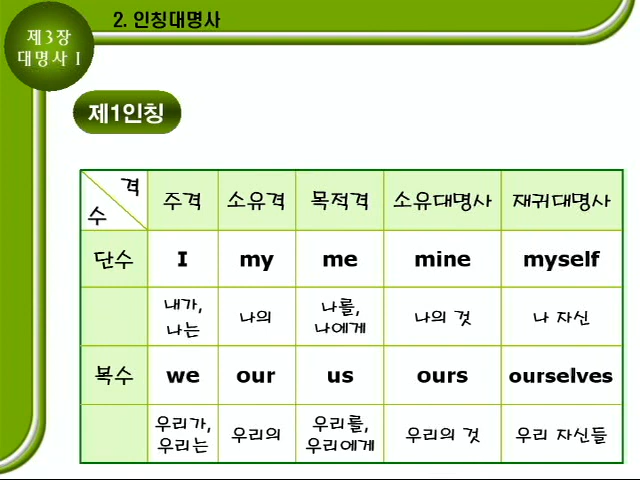 2. 인칭대명사
제3장
대명사 I
제1인칭
격
수
주격 소유격 목적격 소유대명사 재귀대명사
단수 I my me mine myself
내가,
나는
나의
나를,
나에게
나의 것
나 자신
복수 we our us ours ourselves
우리가,
우리는
우리의
우리를,
우리에게
우리의 것
우리 자신들